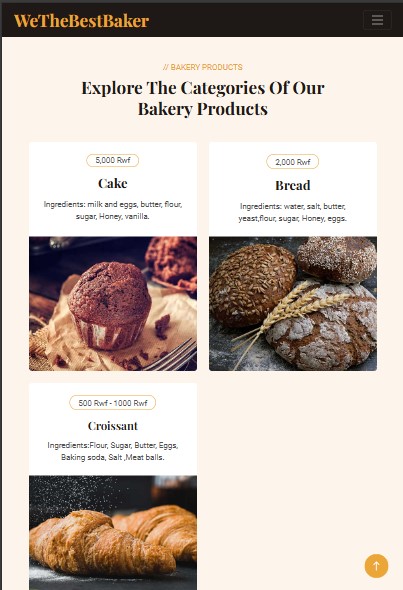 WeTheBestBaker
// BAKERY PRODUCTS
Explore The Categories Of Our
Bakery Products
5,000 Rwf
Cake
Ingredients: milk and eggs, butter, flour,
sugar, Honey, vanilla.
2,000 Rwf
Bread
Ingredients: water, salt, butter,
yeast,flour, sugar, Honey, eggs.
500 Rwf - 1000 Rwf
Croissant
Ingredients:Flour, Sugar, Butter, Eggs,
Baking soda, Salt ,Meat balls.